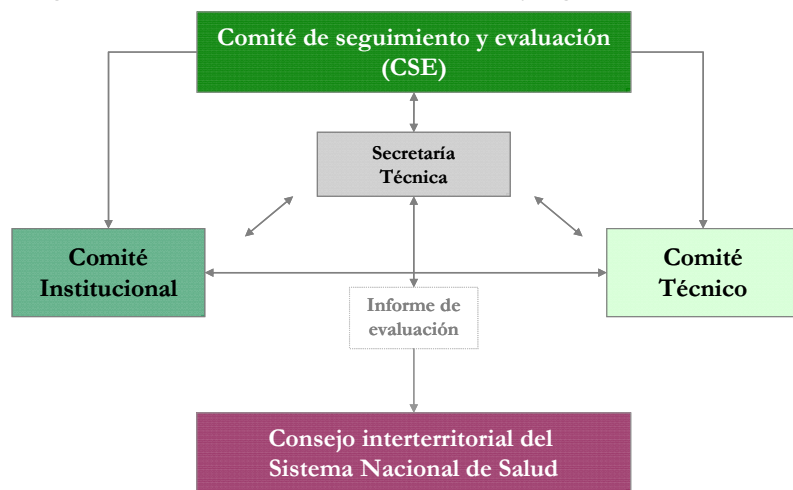 Comité de seguimiento y evaluación
(CSE)
Secretaría
Técnica
Comité
Institucional
Comité
Técnico
Informe de
evaluación
Consejo interterritorial del
Sistema Nacional de Salud